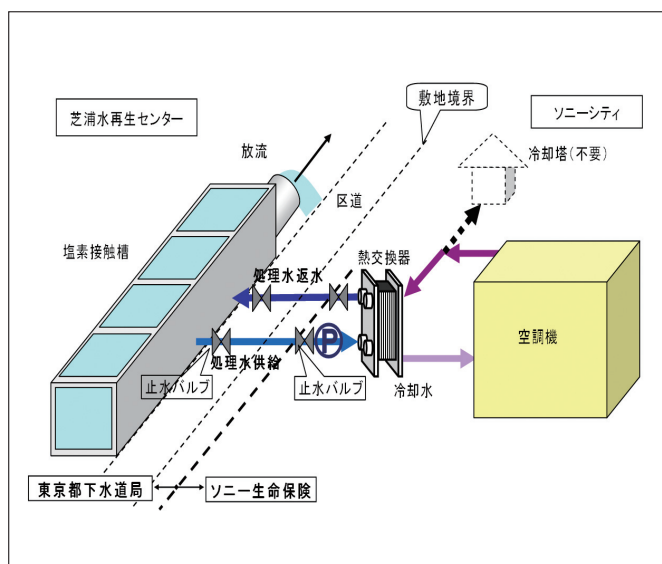 敷地境界
芝浦水再生センター
ソニーシティ
放流
冷却塔(不要)
区道
塩素接触槽
熱交換器
処理水返水
空調機
P
処理水供給
止水バルブ
止水バルブ
冷却水
東京都下水道局
ソニー生命保険